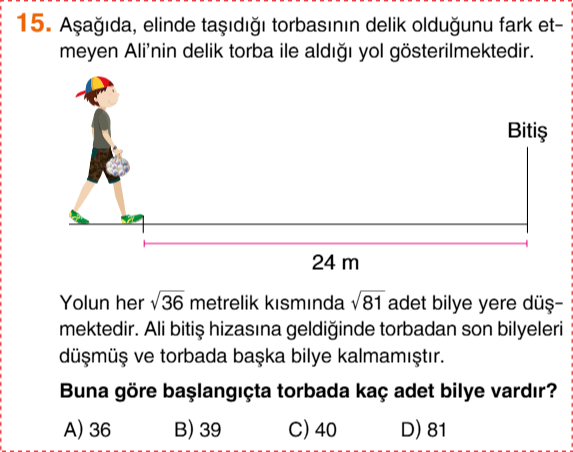 15. Aşağıda, elinde taşıdığı torbasının delik olduğunu fark et-
meyen Ali'nin delik torba ile aldığı yol gösterilmektedir.
Bitiş
24 m
Yolun her √36 metrelik kısmında √81 adet bilye yere düş-
mektedir. Ali bitiş hizasına geldiğinde torbadan son bilyeleri
düşmüş ve torbada başka bilye kalmamıştır.
Buna göre başlangıçta torbada kaç adet bilye vardır?
A) 36 B) 39 C) 40 D) 81